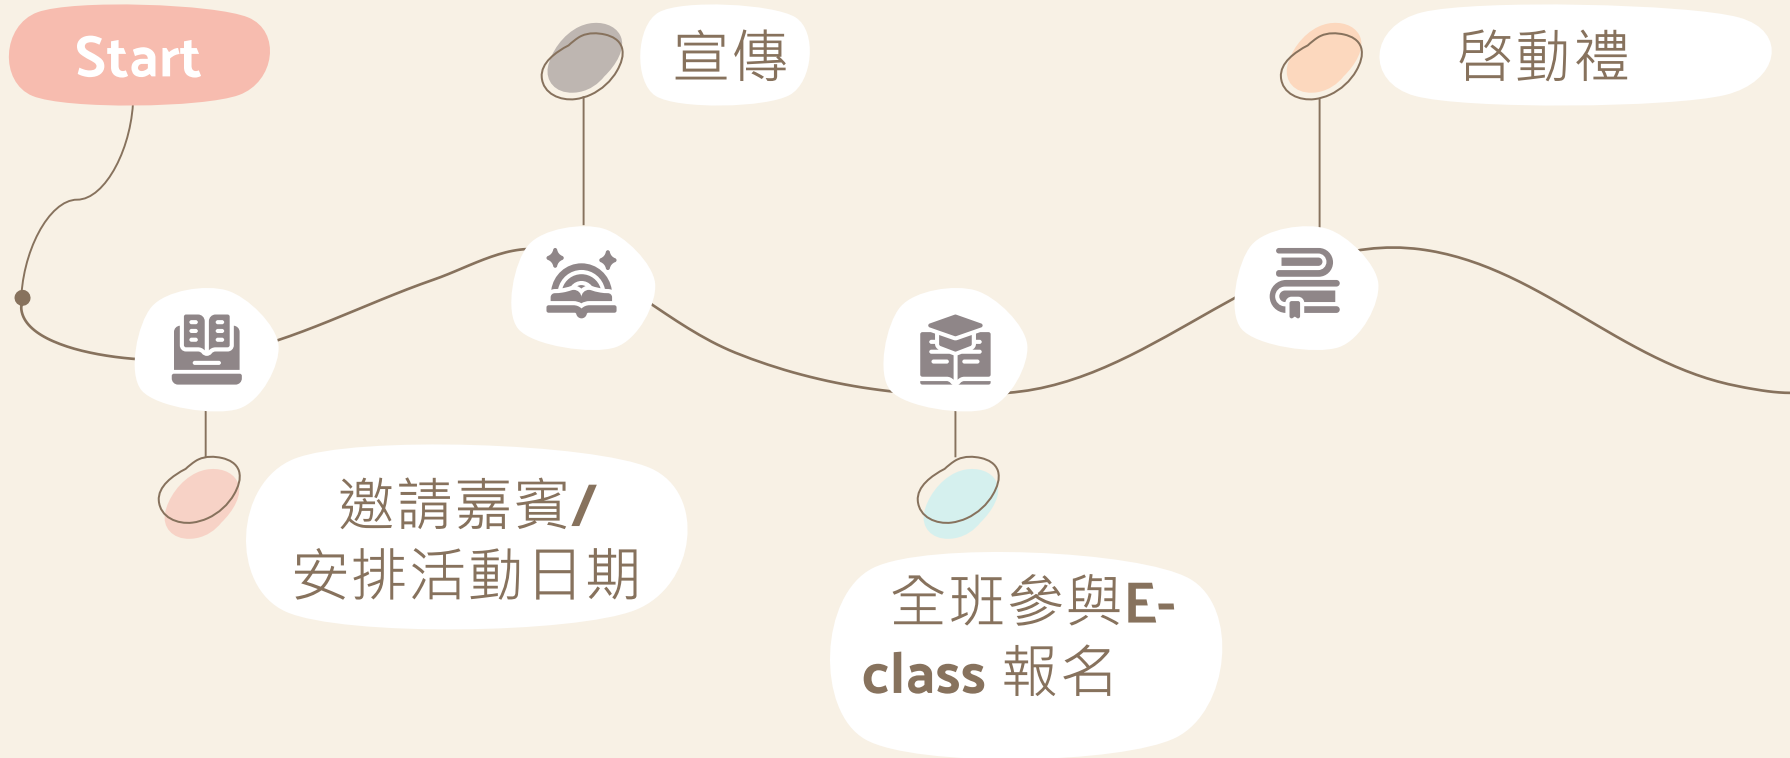 Start
宣傳
啓動禮
邀請嘉賓/
安排活動日期
全班參與E-
class 報名